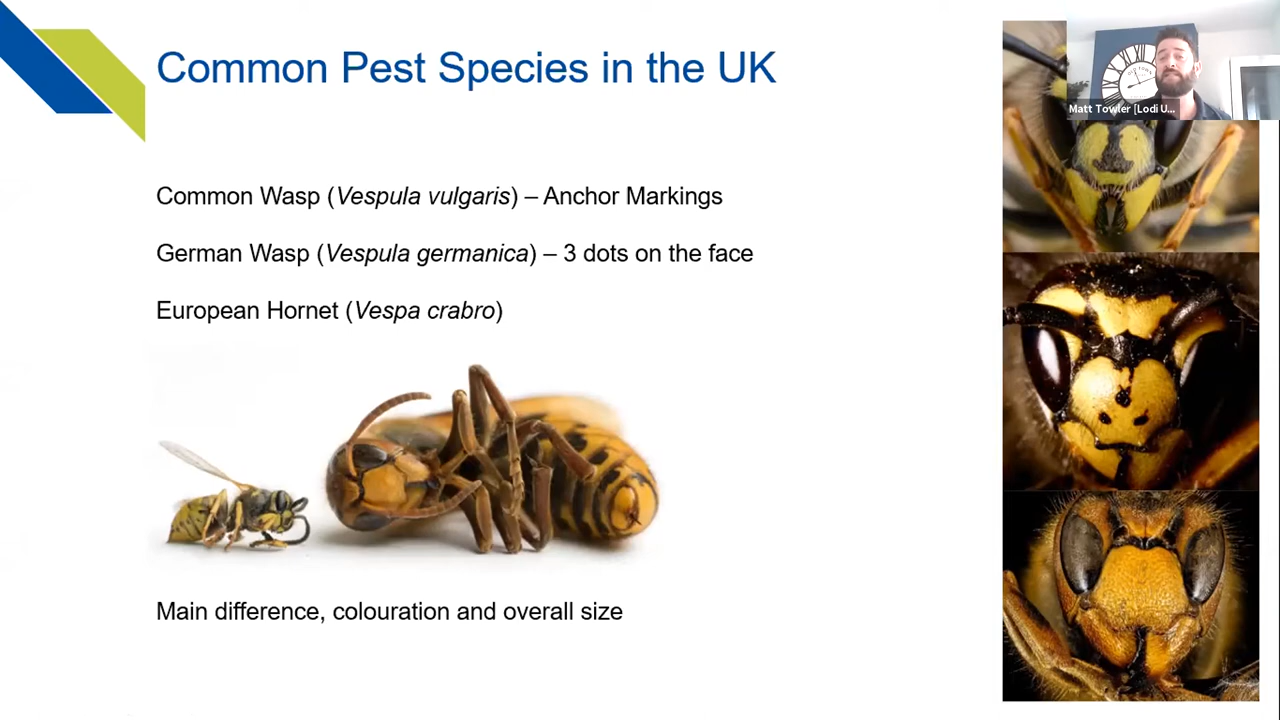 Common Pest Species in the UK
Matt Towler [Lodi U...
Common Wasp (Vespula vulgaris) – Anchor Markings
German Wasp (Vespula germanica) – 3 dots on the face
European Hornet (Vespa crabro)
Main difference, colouration and overall size